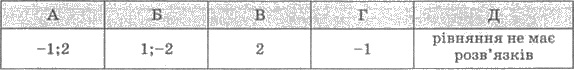 А Б В Г Д
–1;2 1;–2 2 –1 рівняння не має
розв'язків